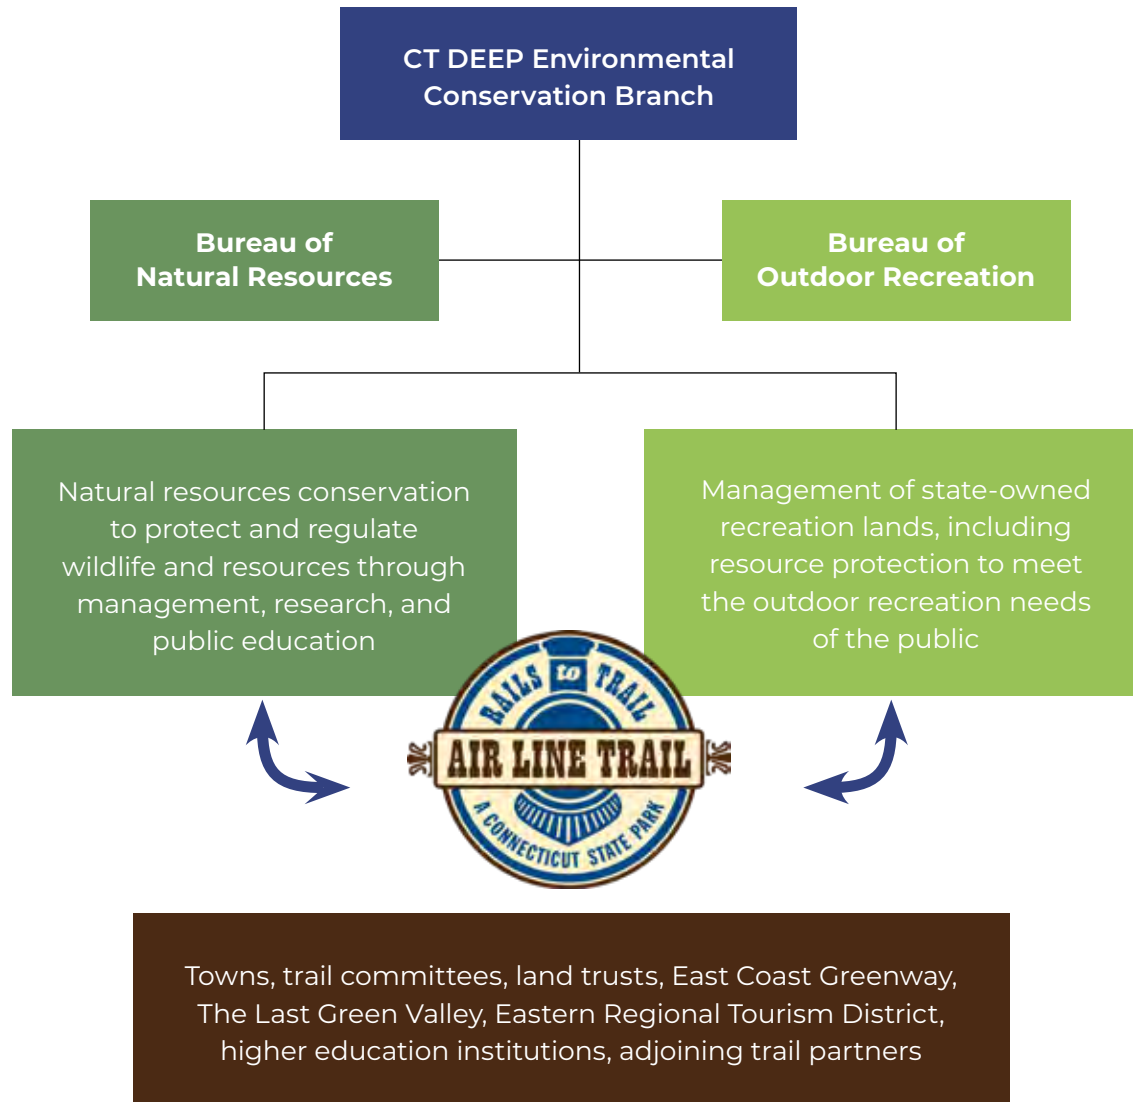 CT DEEP Environmental
Conservation Branch
Bureau of
Natural Resources
Bureau of
Outdoor Recreation
Natural resources conservation
to protect and regulate
wildlife and resources through
management, research, and
public education
Management of state-owned
recreation lands, including
resource protection to meet
the outdoor recreation needs
of the public
RAILS to TRAIL
AIR LINE TRAIL
A CONNECTICUT STATE PARK
Towns, trail committees, land trusts, East Coast Greenway,
The Last Green Valley, Eastern Regional Tourism District,
higher education institutions, adjoining trail partners